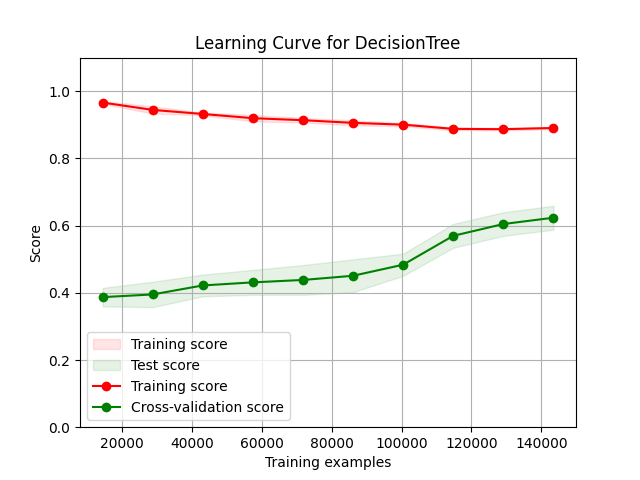 Learning Curve for DecisionTree
Score
1.0
0.8
0.6
0.4
0.2
0.0
Training score
Test score
Training score
Cross-validation score
20000 40000 60000 80000 100000 120000 140000
Training examples